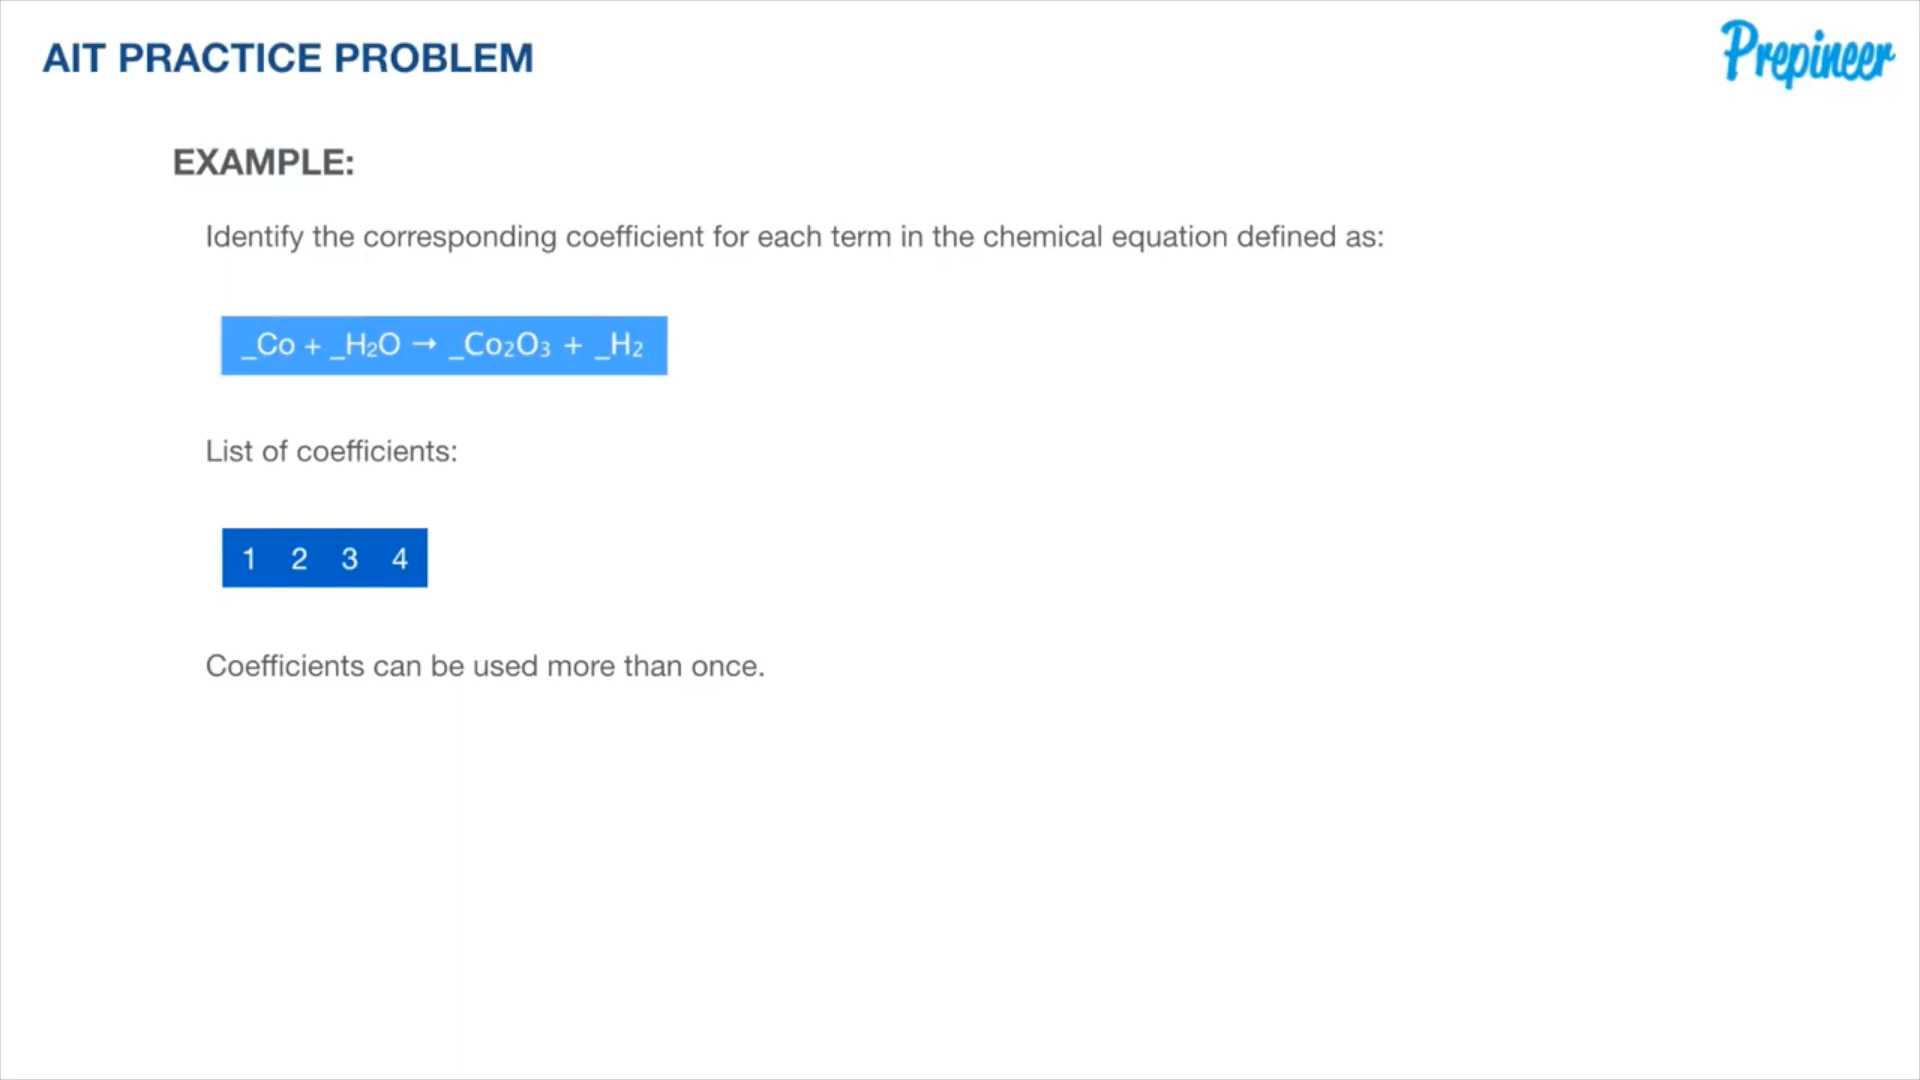 AIT PRACTICE PROBLEM
Prepineer
EXAMPLE:
Identify the corresponding coefficient for each term in the chemical equation defined as:
_Co + _H₂O → _Co₂O₃ + _H₂
List of coefficients:
1 2 3 4
Coefficients can be used more than once.